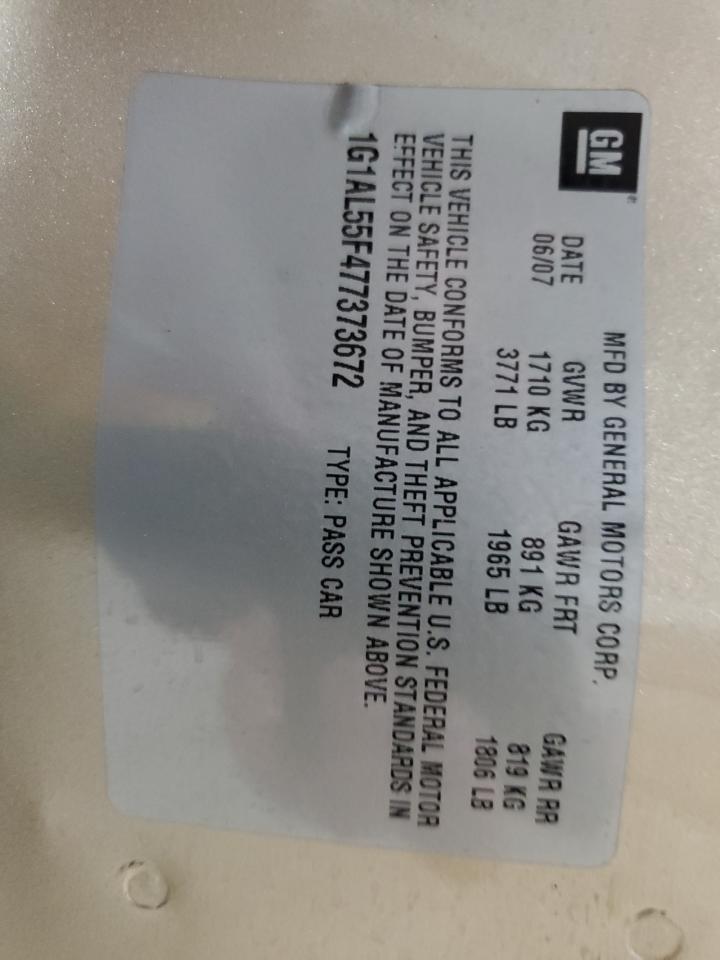 GM
MFD BY GENERAL MOTORS CORP.
DATE GVWR GAWR FRT GAWR RR
06/07 1710 KG 891 KG 819 KG
3771 LB 1965 LB 1806 LB
THIS VEHICLE CONFORMS TO ALL APPLICABLE U.S. FEDERAL MOTOR
VEHICLE SAFETY, BUMPER, AND THEFT PREVENTION STANDARDS IN
EFFECT ON THE DATE OF MANUFACTURE SHOWN ABOVE.
1G1AL55F477373672 TYPE: PASS CAR